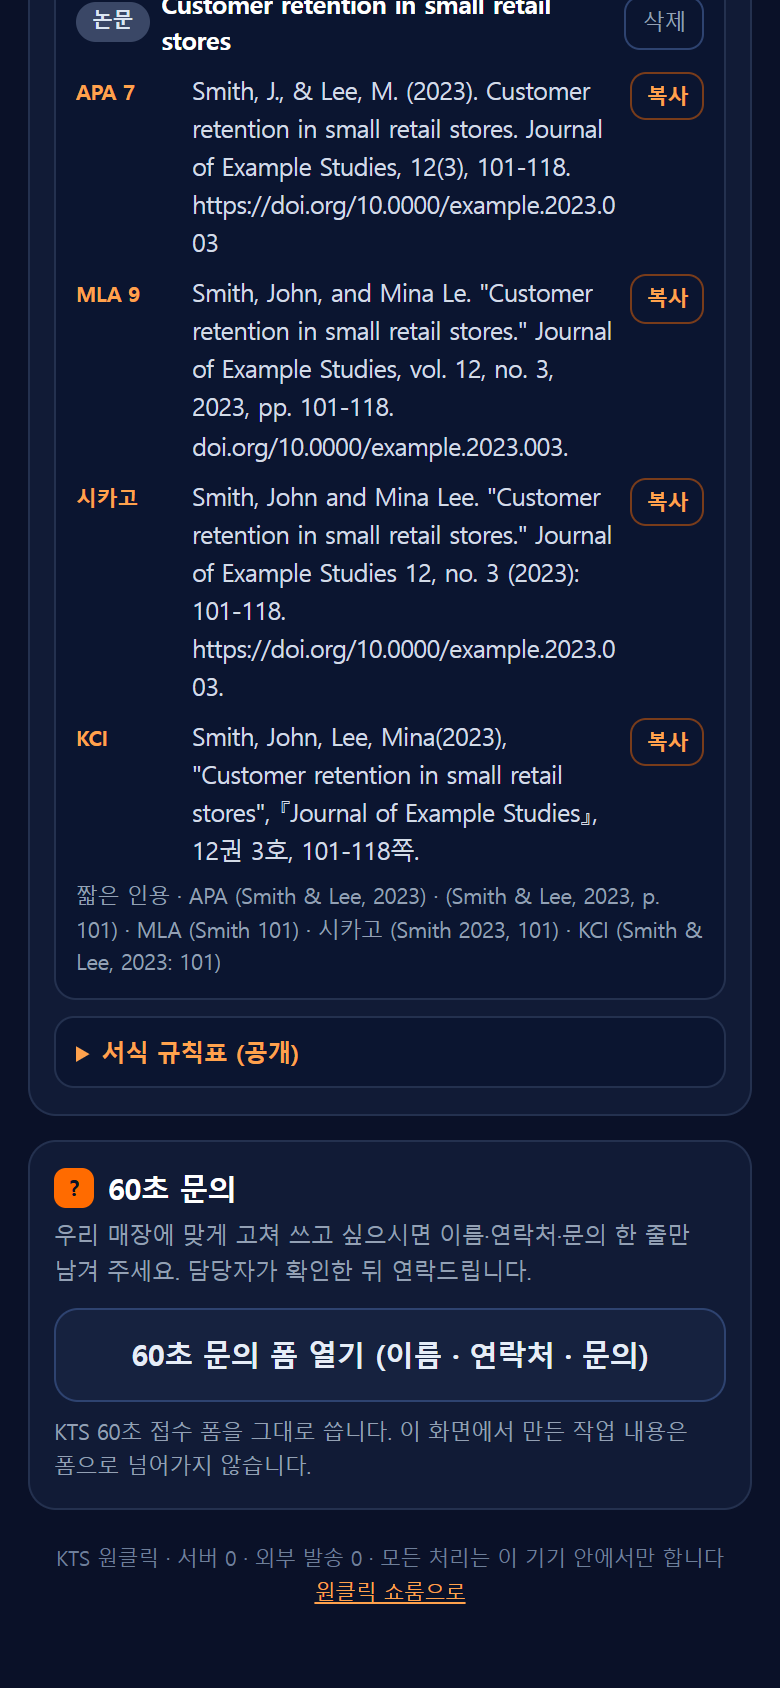 논문
Customer retention in small retail
stores
삭제
APA 7
Smith, J., & Lee, M. (2023). Customer
retention in small retail stores. Journal
of Example Studies, 12(3), 101-118.
https://doi.org/10.0000/example.2023.0
03
복사
MLA 9
Smith, John, and Mina Le. "Customer
retention in small retail stores." Journal
of Example Studies, vol. 12, no. 3,
2023, pp. 101-118.
doi.org/10.0000/example.2023.003.
복사
시카고
Smith, John and Mina Lee. "Customer
retention in small retail stores." Journal
of Example Studies 12, no. 3 (2023):
101-118.
https://doi.org/10.0000/example.2023.0
03.
복사
KCI
Smith, John, Lee, Mina(2023),
"Customer retention in small retail
stores", 『Journal of Example Studies』,
12권 3호, 101-118쪽.
복사
짧은 인용 · APA (Smith & Lee, 2023) · (Smith & Lee, 2023, p.
101) · MLA (Smith 101) · 시카고 (Smith 2023, 101) · KCI (Smith &
Lee, 2023: 101)
▶ 서식 규칙표 (공개)
? 60초 문의
우리 매장에 맞게 고쳐 쓰고 싶으시면 이름·연락처·문의 한 줄만
남겨 주세요. 담당자가 확인한 뒤 연락드립니다.
60초 문의 폼 열기 (이름 · 연락처 · 문의)
KTS 60초 접수 폼을 그대로 씁니다. 이 화면에서 만든 작업 내용은
폼으로 넘어가지 않습니다.
KTS 원클릭 · 서버 0 · 외부 발송 0 · 모든 처리는 이 기기 안에서만 합니다
원클릭 쇼룸으로